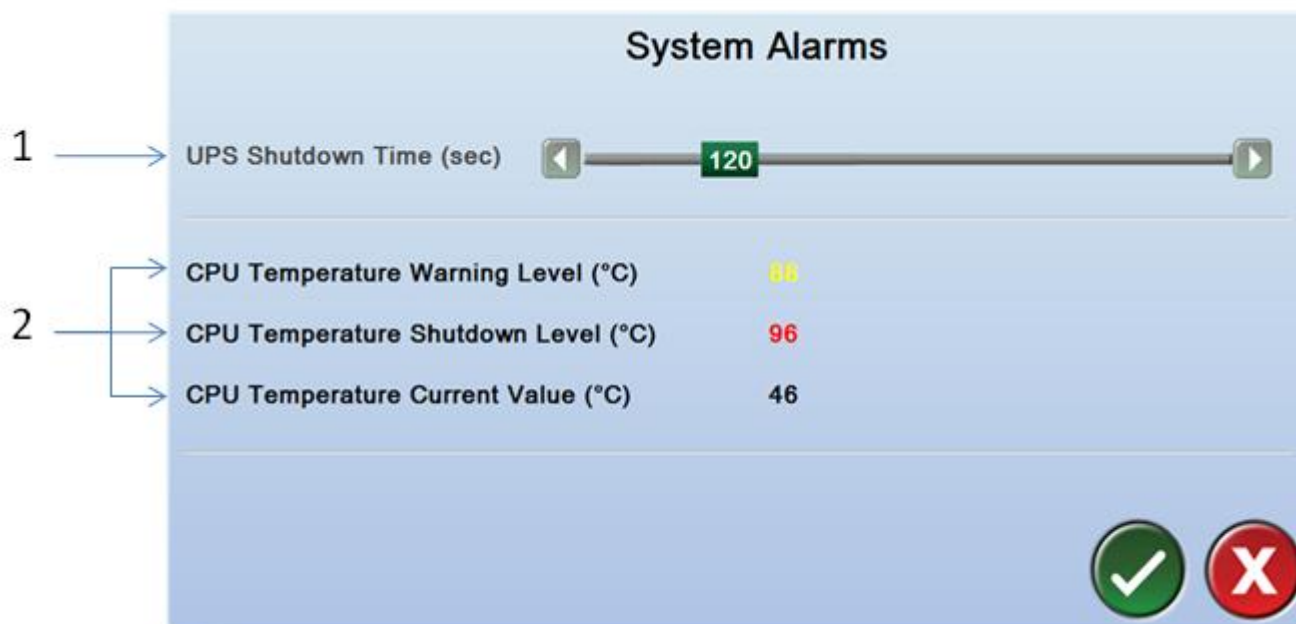 System Alarms
1
UPS Shutdown Time (sec) 120
CPU Temperature Warning Level (°C) 86
2
CPU Temperature Shutdown Level (°C) 96
CPU Temperature Current Value (°C) 46
X